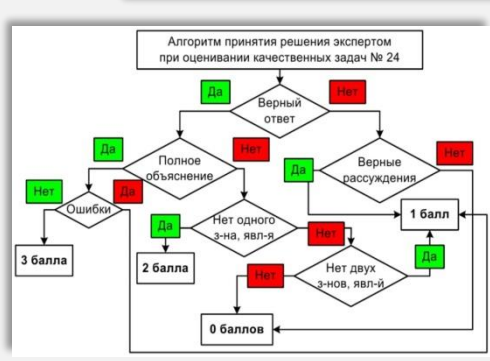 Алгоритм принятия решения экспертом
при оценивании качественных задач № 24
Да
Верный
ответ
Нет
Да
Полное
объяснение
Нет
Да
Верные
рассуждения
Нет
Нет
Ошибки
Да
Да
Нет одного
з-на, явл-я
Нет
1 балл
3 балла
2 балла
Нет
Нет двух
з-нов, явл-й
Да
0 баллов